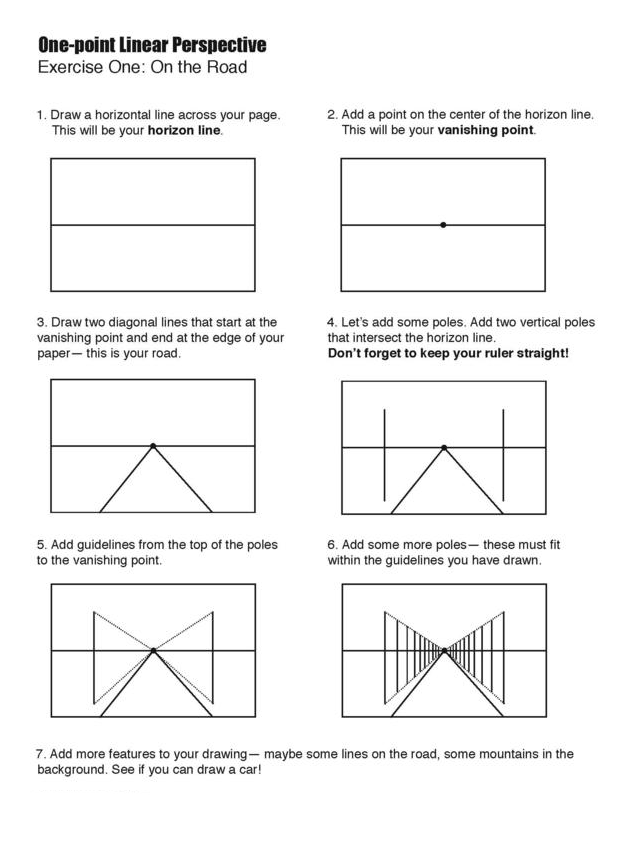 One-point Linear Perspective
Exercise One: On the Road
1. Draw a horizontal line across your page.
This will be your horizon line.
2. Add a point on the center of the horizon line.
This will be your vanishing point.
3. Draw two diagonal lines that start at the
vanishing point and end at the edge of your
paper— this is your road.
4. Let's add some poles. Add two vertical poles
that intersect the horizon line.
Don't forget to keep your ruler straight!
5. Add guidelines from the top of the poles
to the vanishing point.
6. Add some more poles— these must fit
within the guidelines you have drawn.
7. Add more features to your drawing— maybe some lines on the road, some mountains in the
background. See if you can draw a car!